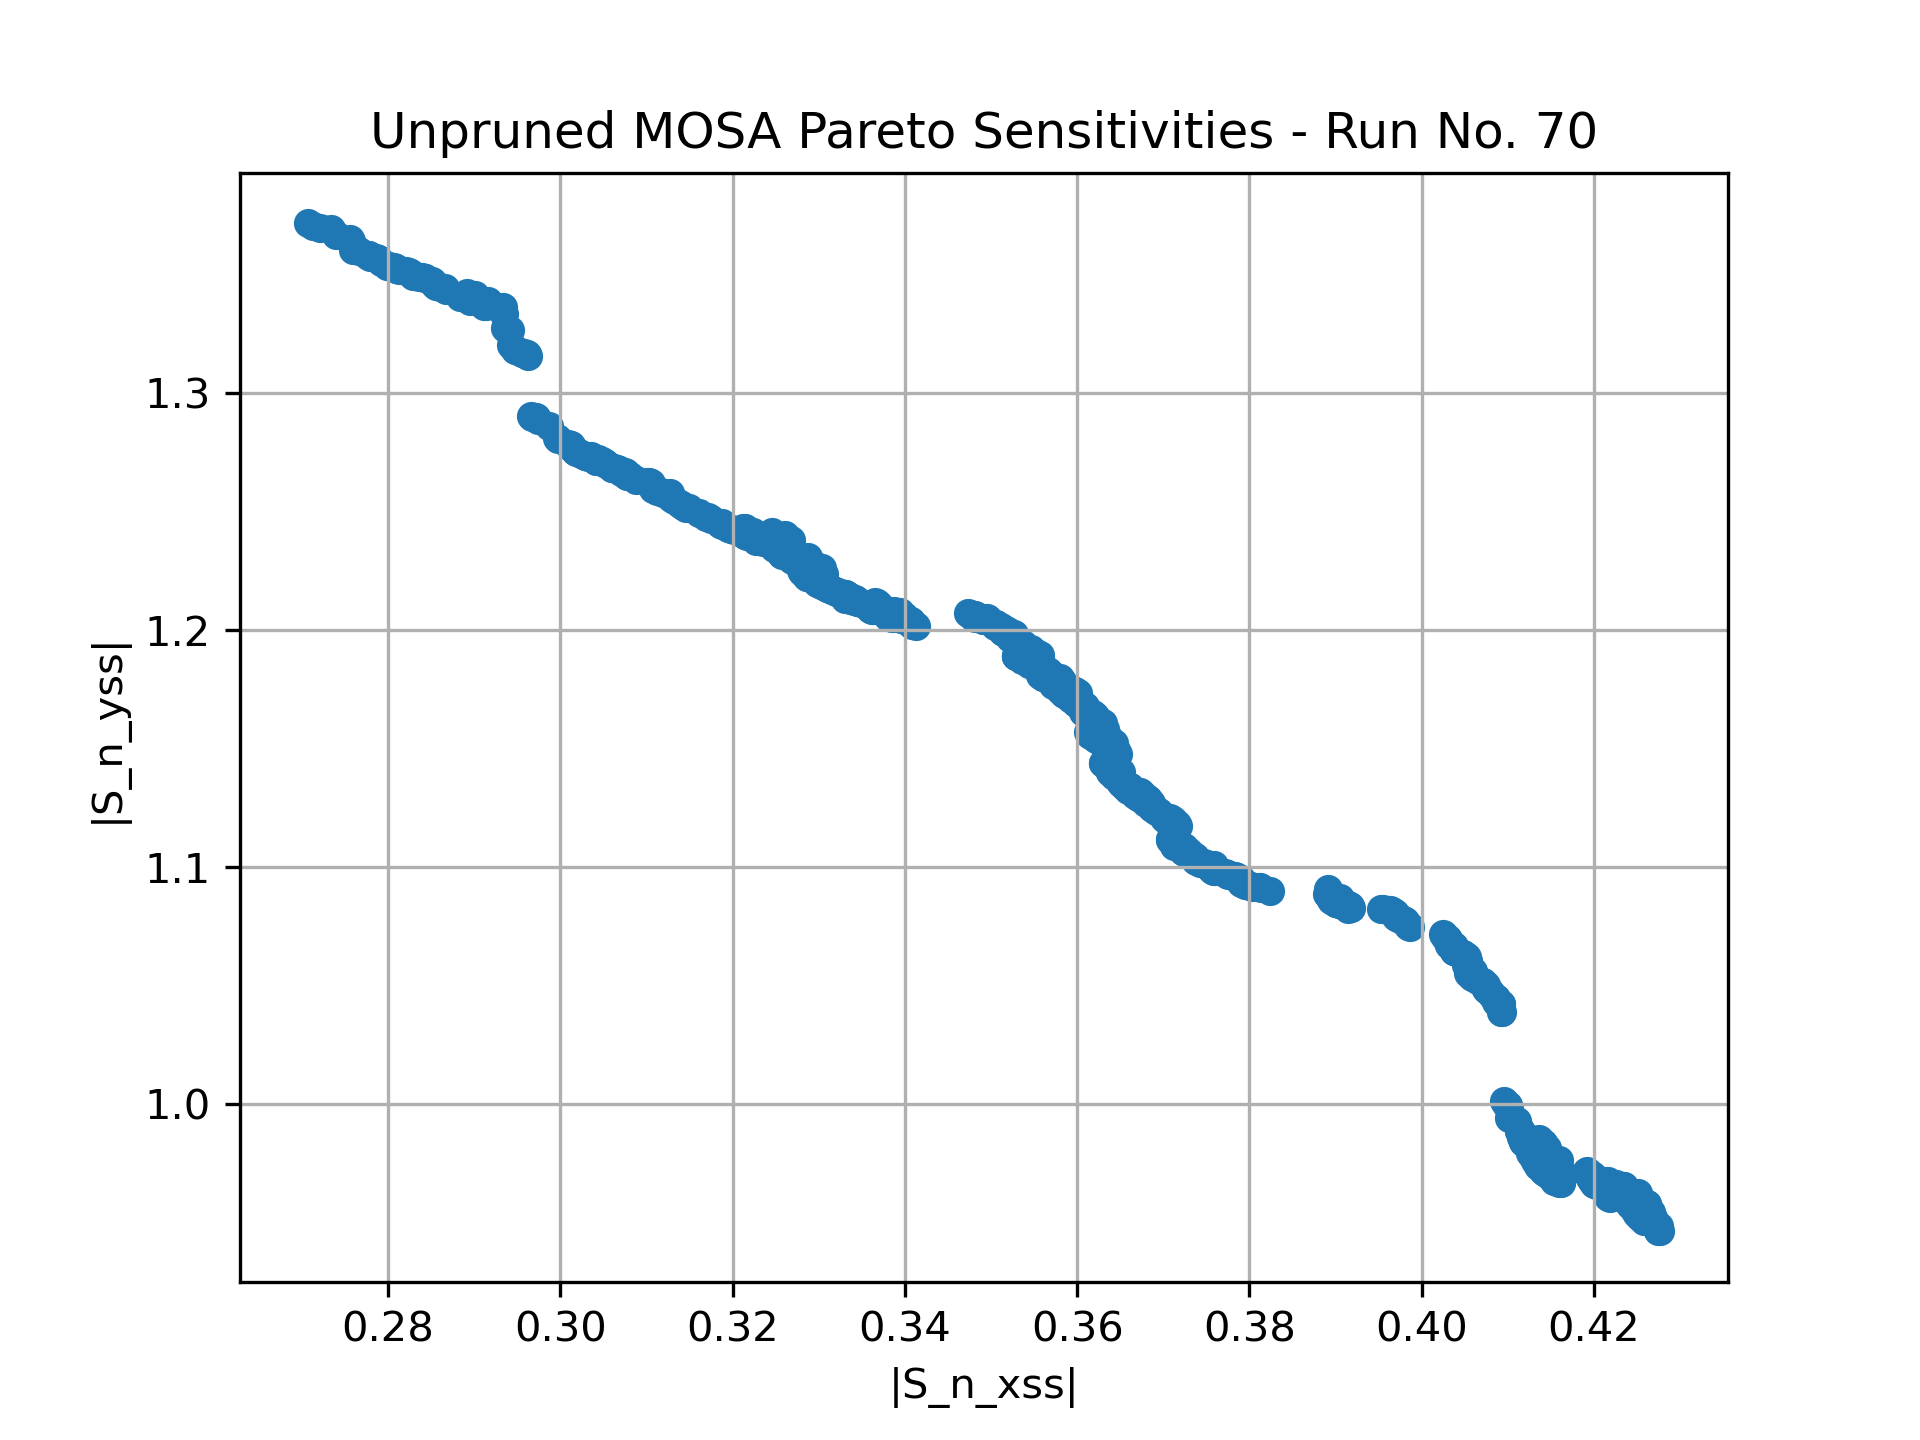 Unpruned MOSA Pareto Sensitivities - Run No. 70
|S_n_yss|
1.3
1.2
1.1
1.0
0.28 0.30 0.32 0.34 0.36 0.38 0.40 0.42
|S_n_xss|